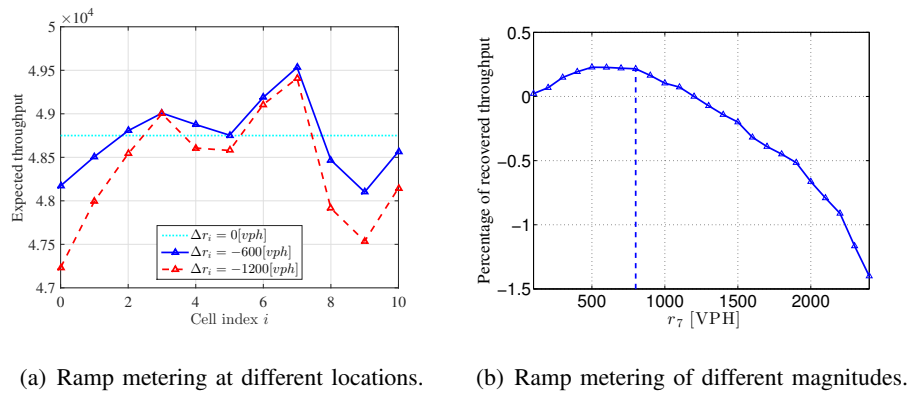 ×10⁴
5
4.95
4.9
4.85
4.8
4.75
4.7
Expected throughput
Δr_i = 0[vph]
Δr_i = −600[vph]
Δr_i = −1200[vph]
0 2 4 6 8 10
Cell index i
(a) Ramp metering at different locations.
0.5
0
−0.5
−1
−1.5
Percentage of recovered throughput
500 1000 1500 2000
r₇ [VPH]
(b) Ramp metering of different magnitudes.